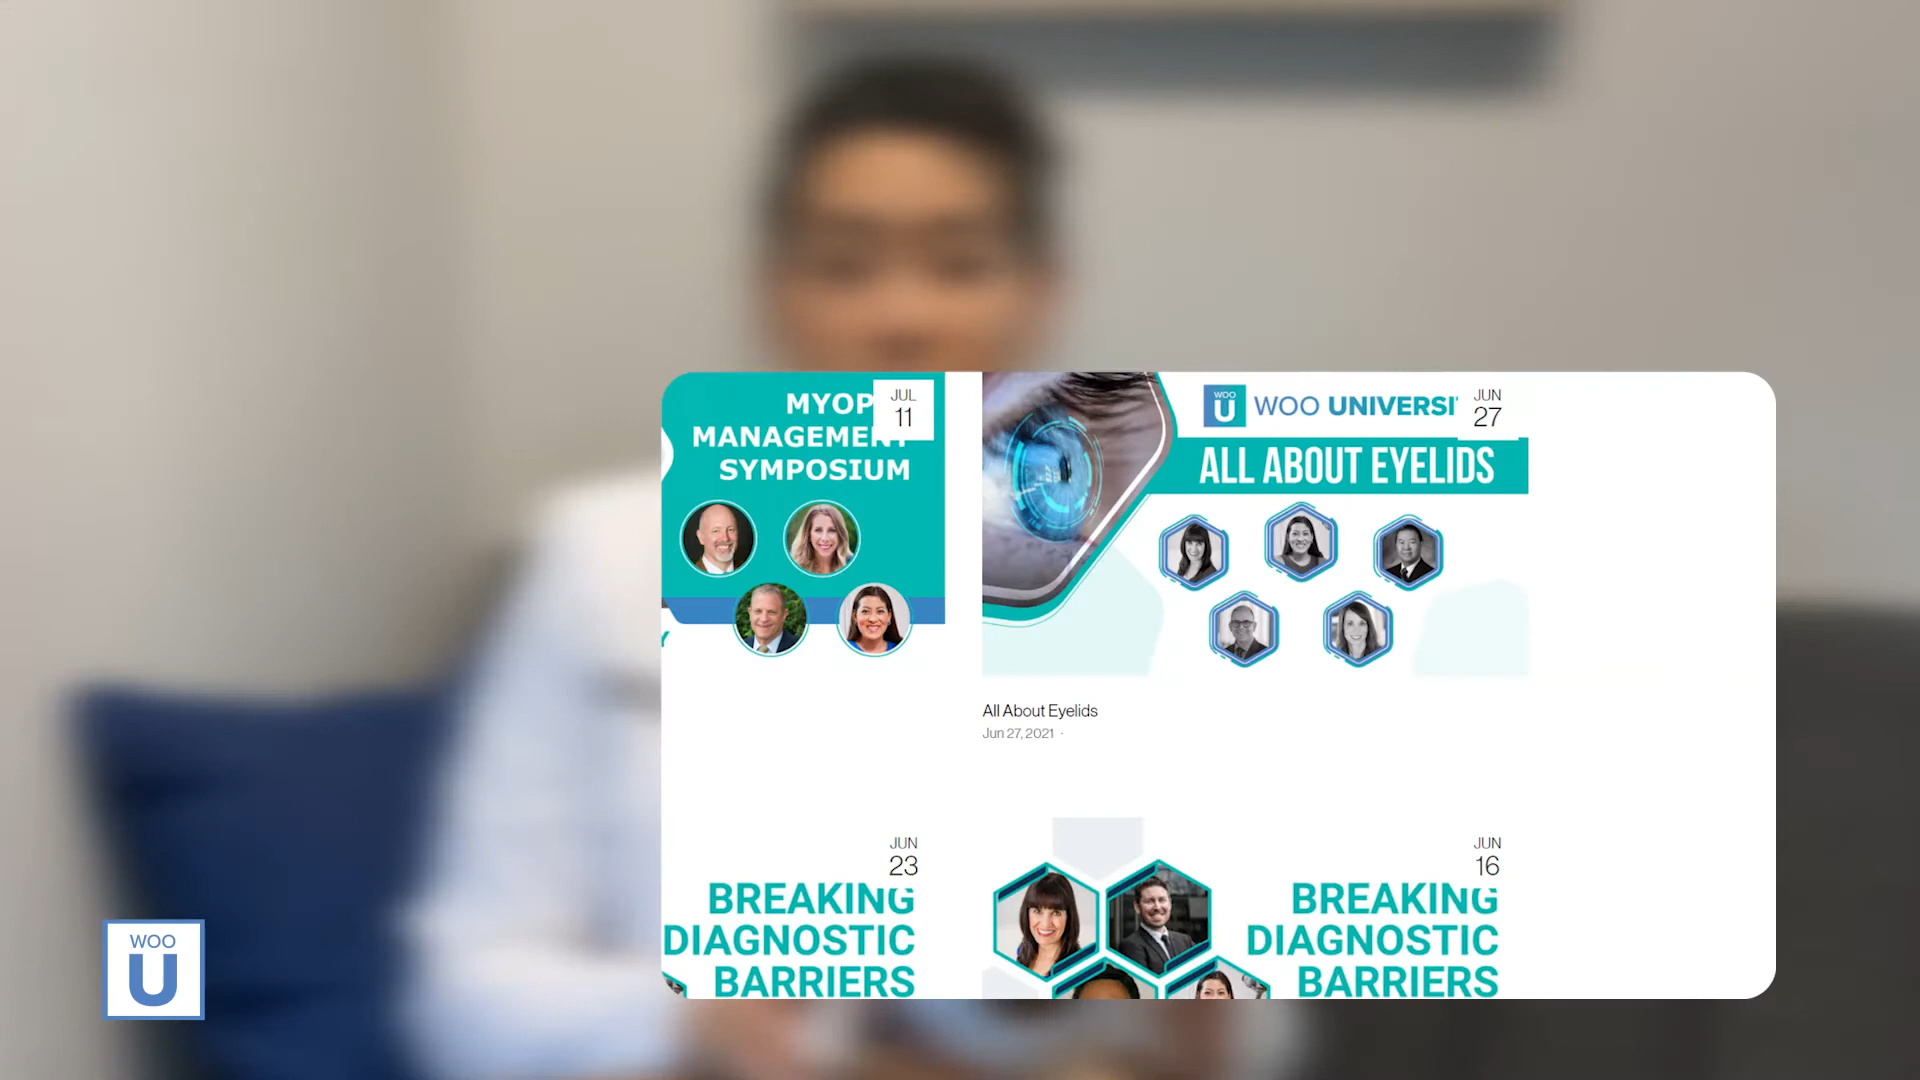 MYOP
MANAGEMENT
SYMPOSIUM
JUL
11
WOO
U
WOO UNIVERSI
JUN
27
ALL ABOUT EYELIDS
All About Eyelids
Jun 27, 2021 ·
JUN
23
BREAKING
DIAGNOSTIC
BARRIERS
JUN
16
BREAKING
DIAGNOSTIC
BARRIERS
Y
WOO
U